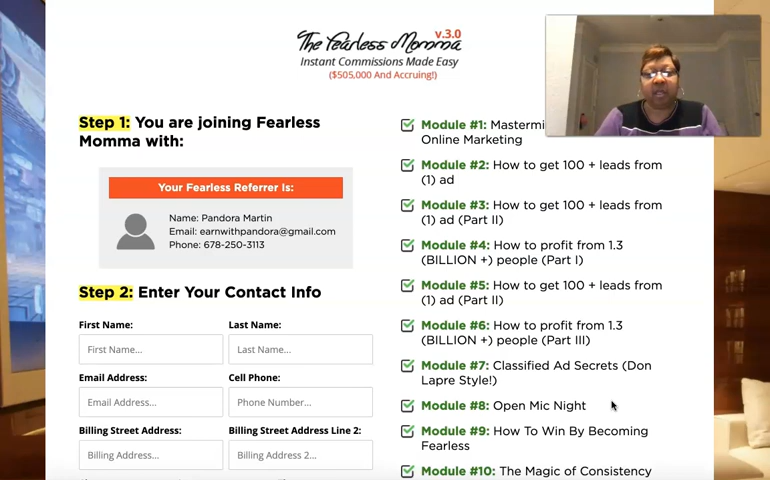 The Fearless Momma v.3.0
Instant Commissions Made Easy
($505,000 And Accruing!)
Step 1: You are joining Fearless
Momma with:
Your Fearless Referrer Is:
Name: Pandora Martin
Email: earnwithpandora@gmail.com
Phone: 678-250-3113
Step 2: Enter Your Contact Info
First Name: Last Name:
First Name... Last Name...
Email Address: Cell Phone:
Email Address... Phone Number...
Billing Street Address: Billing Street Address Line 2:
Billing Address... Billing Address 2...
Module #1:
Online Marketing
Module #2: How to get 100 + leads from
(1) ad
Module #3: How to get 100 + leads from
(1) ad (Part II)
Module #4: How to profit from 1.3
(BILLION +) people (Part I)
Module #5: How to get 100 + leads from
(1) ad (Part II)
Module #6: How to profit from 1.3
(BILLION +) people (Part III)
Module #7: Classified Ad Secrets (Don
Lapre Style!)
Module #8: Open Mic Night
Module #9: How To Win By Becoming
Fearless
Module #10: The Magic of Consistency